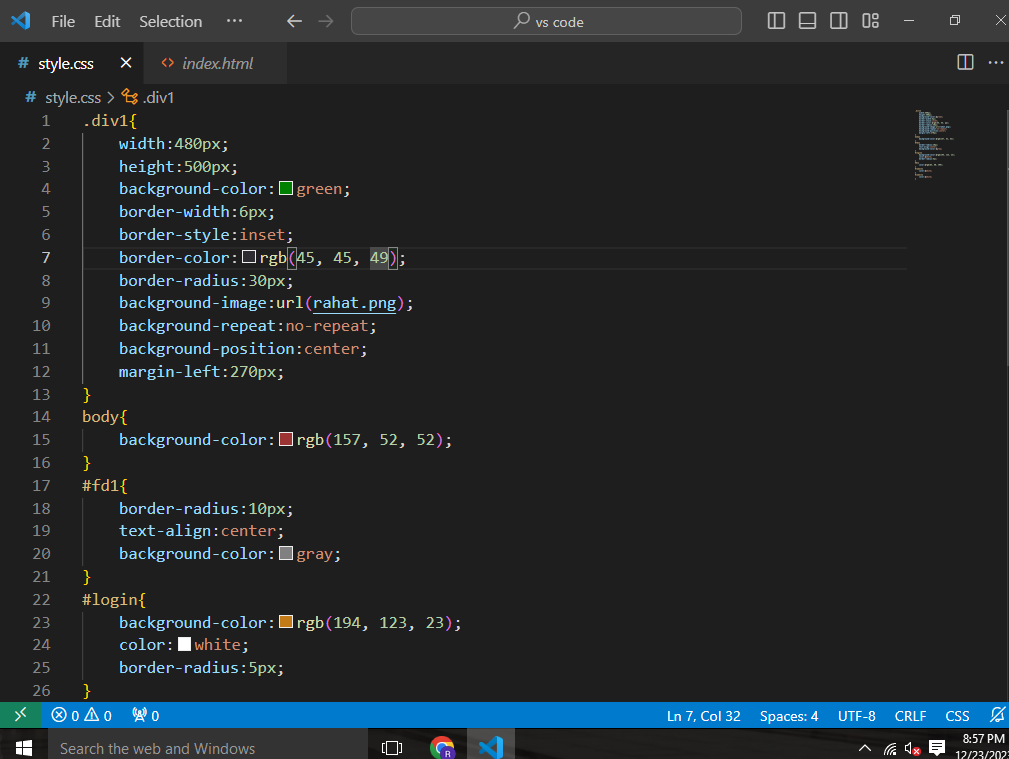 File Edit Selection ··· vs code
# style.css <> index.html ···
# style.css > .div1
1 .div1{
2 width:480px;
3 height:500px;
4 background-color:green;
5 border-width:6px;
6 border-style:inset;
7 border-color:rgb(45, 45, 49);
8 border-radius:30px;
9 background-image:url(rahat.png);
10 background-repeat:no-repeat;
11 background-position:center;
12 margin-left:270px;
13 }
14 body{
15 background-color:rgb(157, 52, 52);
16 }
17 #fd1{
18 border-radius:10px;
19 text-align:center;
20 background-color:gray;
21 }
22 #login{
23 background-color:rgb(194, 123, 23);
24 color:white;
25 border-radius:5px;
26 }
0 0 0 Ln 7, Col 32 Spaces: 4 UTF-8 CRLF CSS
Search the web and Windows R 8:57 PM